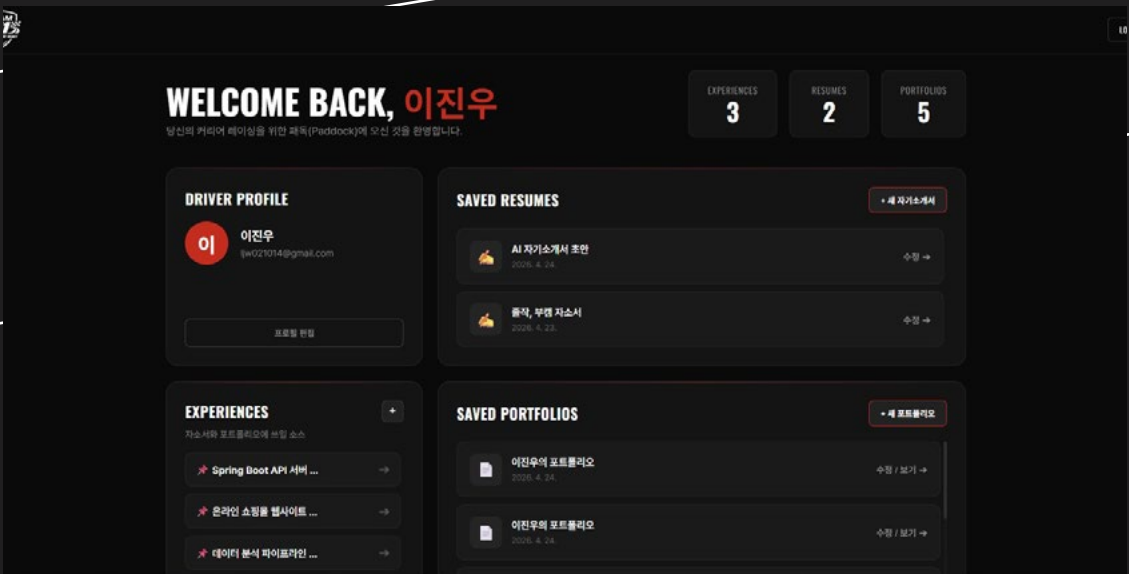 WELCOME BACK, 이진우
당신의 커리어 레이싱을 위한 패독(Paddock)에 오신 것을 환영합니다.
EXPERIENCES
3
RESUMES
2
PORTFOLIOS
5
DRIVER PROFILE
이
이진우
ljw021014@gmail.com
프로필 편집
SAVED RESUMES
+ 새 자기소개서
AI 자기소개서 초안
2026. 4. 24.
수정 →
졸작, 부캠 자소서
2026. 4. 23.
수정 →
EXPERIENCES
+
자소서와 포트폴리오에 쓰일 소스
Spring Boot API 서버 ... →
온라인 쇼핑몰 웹사이트 ... →
데이터 분석 파이프라인 ... →
SAVED PORTFOLIOS
+ 새 포트폴리오
이진우의 포트폴리오
2026. 4. 24.
수정 / 보기 →
이진우의 포트폴리오
2026. 4. 24.
수정 / 보기 →